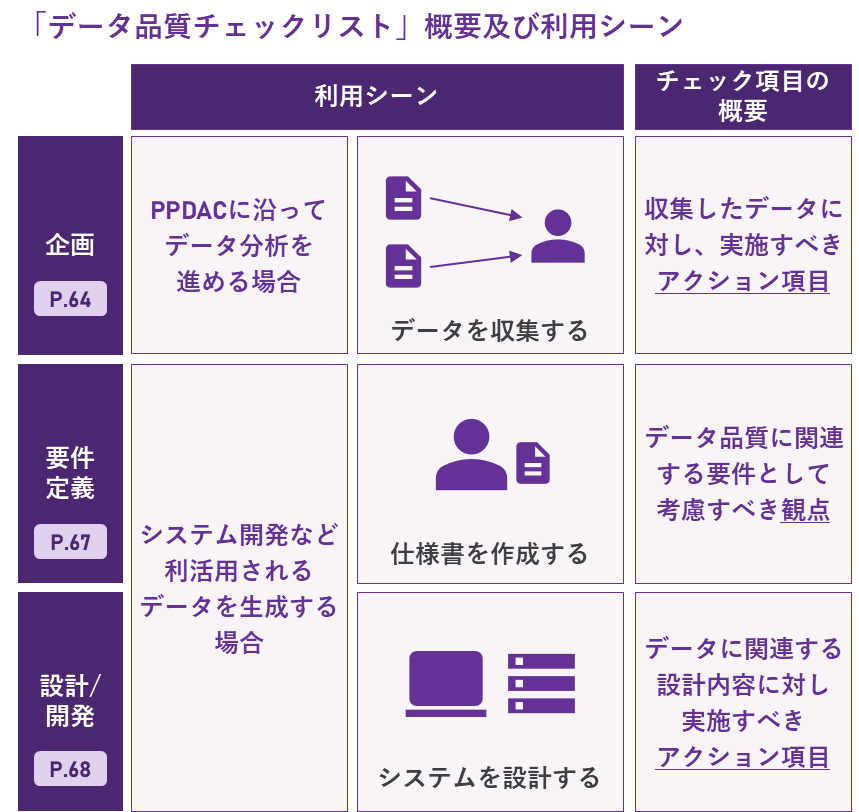 「データ品質チェックリスト」概要及び利用シーン
利用シーン
チェック項目の
概要
企画
P.64
PPDACに沿って
データ分析を
進める場合
データを収集する
収集したデータに
対し、実施すべき
アクション項目
要件
定義
P.67
システム開発など
利活用される
データを生成する
場合
仕様書を作成する
データ品質に関連
する要件として
考慮すべき観点
設計/
開発
P.68
システムを設計する
データに関連する
設計内容に対し
実施すべき
アクション項目